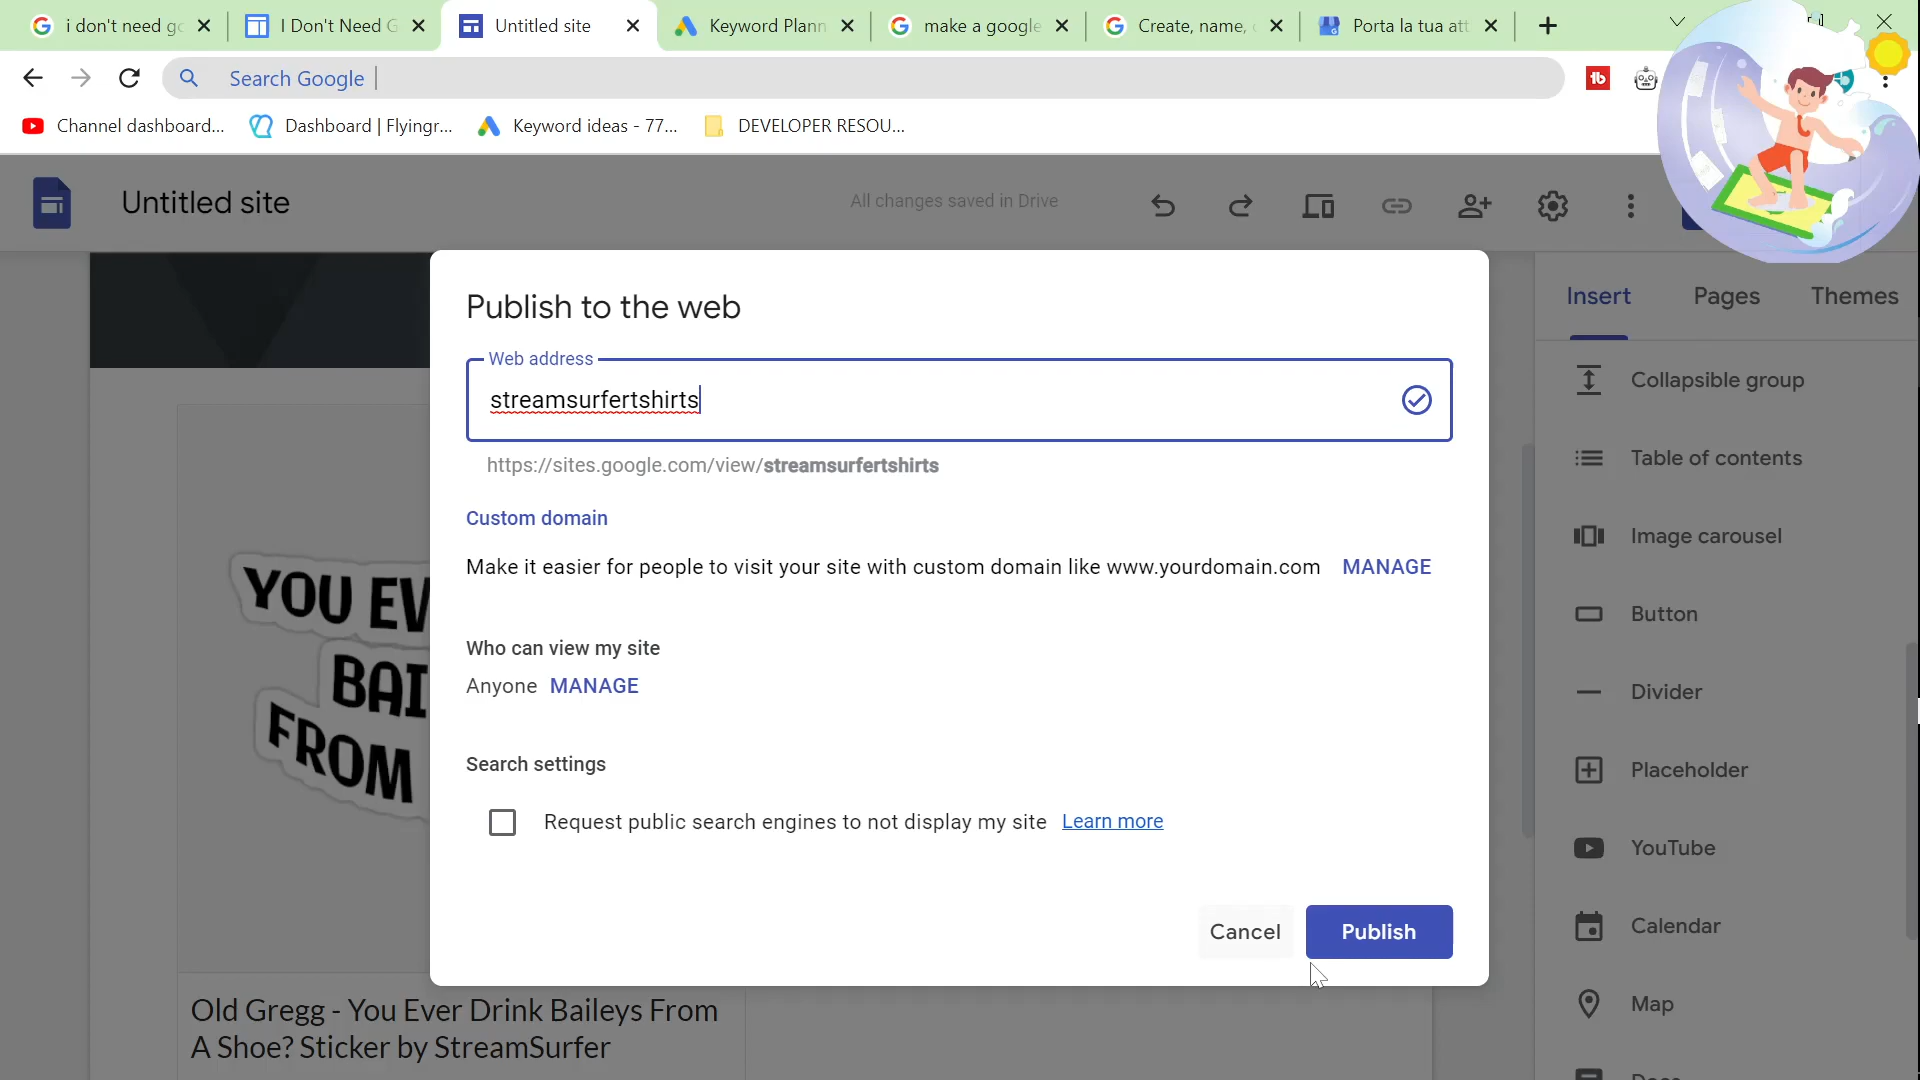 i don't need go
I Don't Need G
Untitled site
Keyword Plann
make a google
Create, name,
Porta la tua att
Search Google
tb
Channel dashboard...
Dashboard | Flyingr...
Keyword ideas - 77...
DEVELOPER RESOU...
Untitled site
All changes saved in Drive
Insert
Pages
Themes
Publish to the web
Web address
streamsurfertshirts
https://sites.google.com/view/streamsurfertshirts
Custom domain
Make it easier for people to visit your site with custom domain like www.yourdomain.com MANAGE
Who can view my site
Anyone MANAGE
Search settings
Request public search engines to not display my site Learn more
Cancel
Publish
Collapsible group
Table of contents
Image carousel
Button
Divider
Placeholder
YouTube
Calendar
Map
YOU EV
BAI
FROM
Old Gregg - You Ever Drink Baileys From
A Shoe? Sticker by StreamSurfer